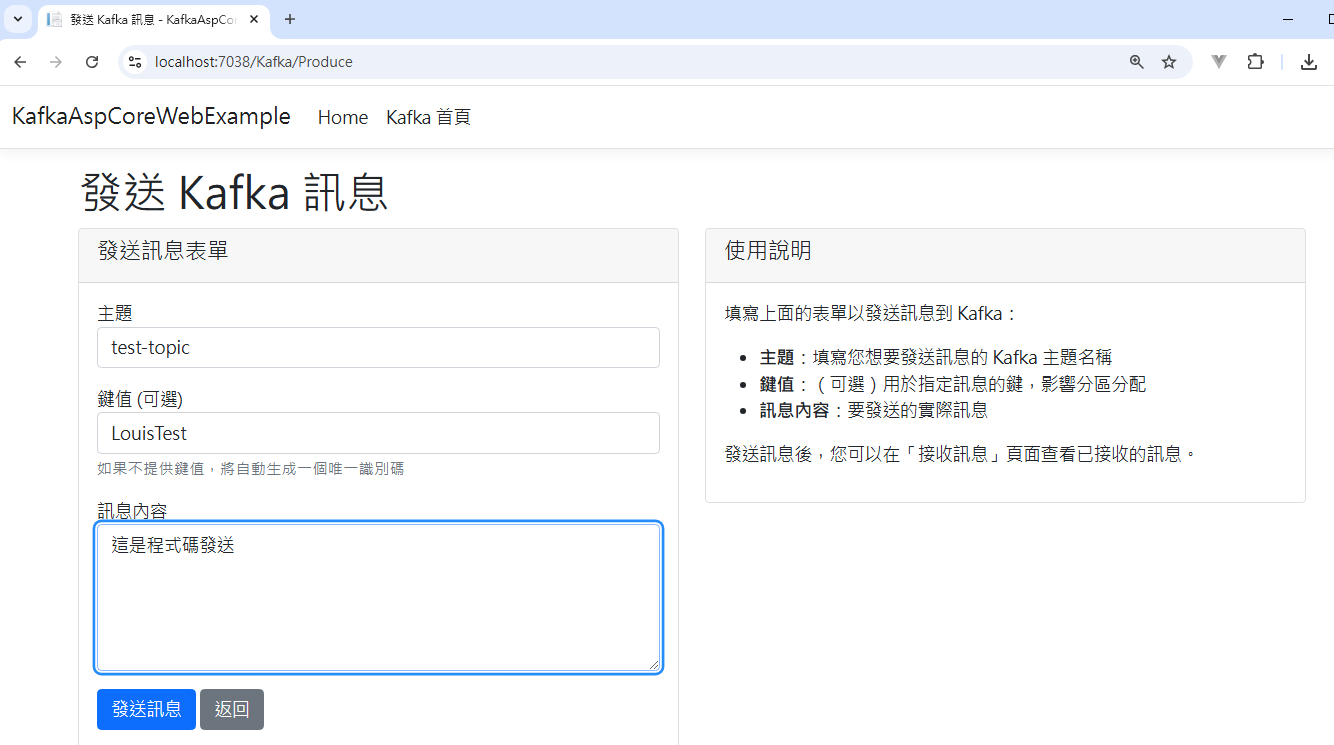 發送 Kafka 訊息 - KafkaAspCo
localhost:7038/Kafka/Produce
KafkaAspCoreWebExample Home Kafka 首頁
發送 Kafka 訊息
發送訊息表單
主題
test-topic
鍵值 (可選)
LouisTest
如果不提供鍵值，將自動生成一個唯一識別碼
訊息內容
這是程式碼發送
發送訊息 返回
使用說明
填寫上面的表單以發送訊息到 Kafka：
主題：填寫您想要發送訊息的 Kafka 主題名稱
鍵值：（可選）用於指定訊息的鍵，影響分區分配
訊息內容：要發送的實際訊息
發送訊息後，您可以在「接收訊息」頁面查看已接收的訊息。